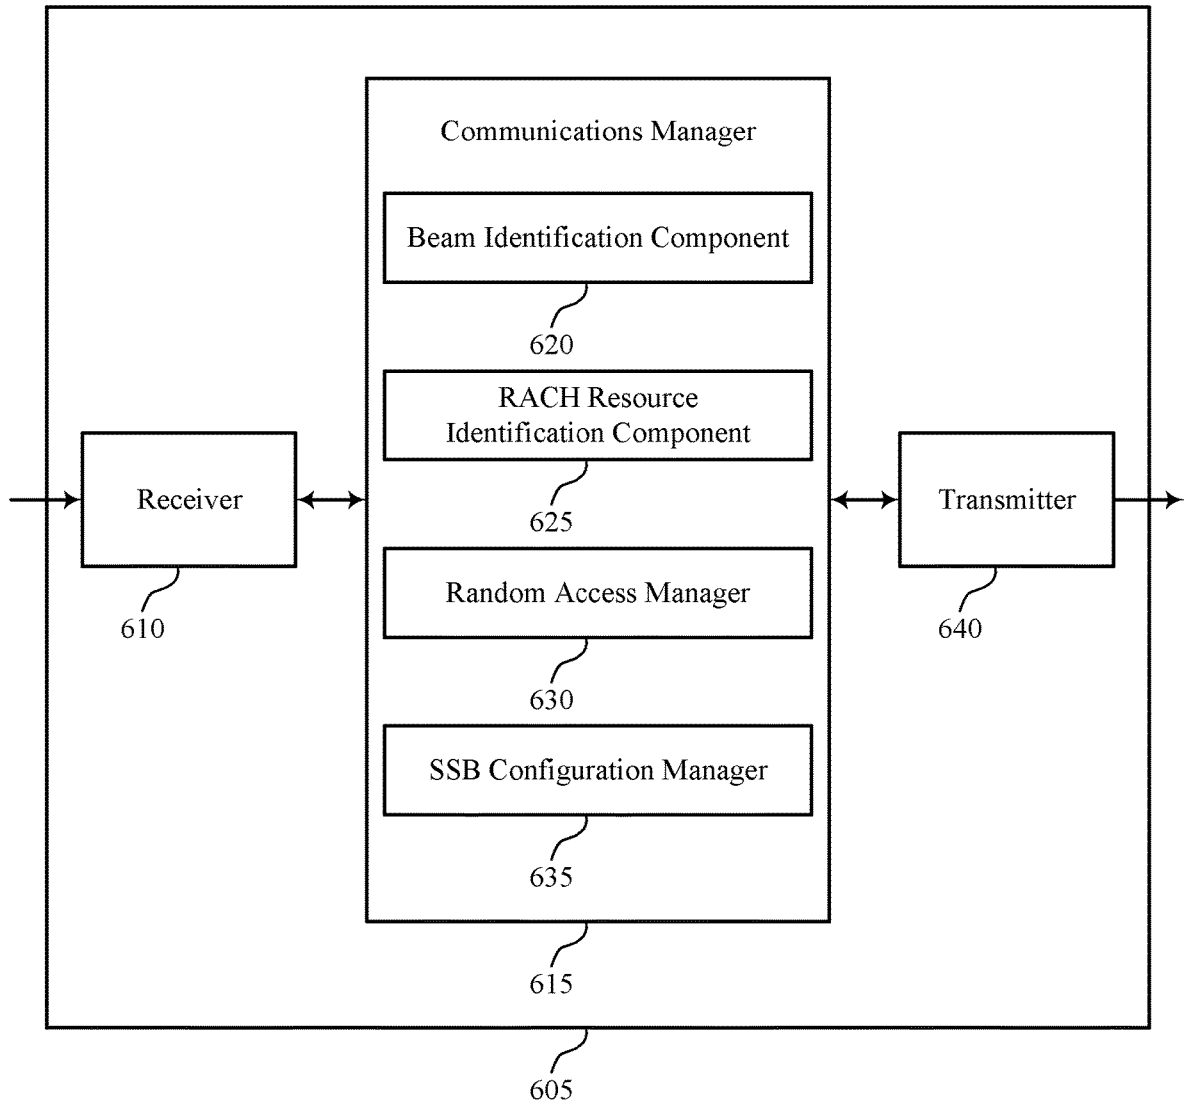 Communications Manager
Beam Identification Component
620
RACH Resource
Identification Component
625
Receiver
610
Transmitter
640
Random Access Manager
630
SSB Configuration Manager
635
615
605